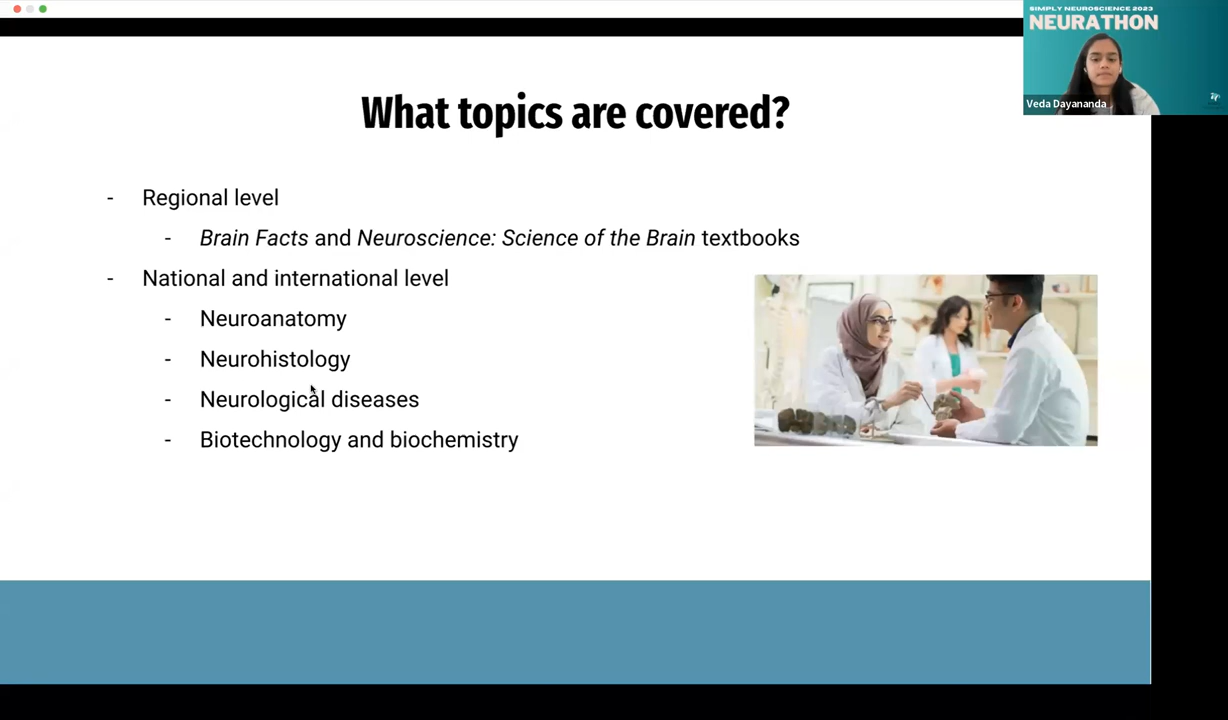 SIMPLY NEUROSCIENCE 2023
NEURATHON
Veda Dayananda
What topics are covered?
- Regional level
- Brain Facts and Neuroscience: Science of the Brain textbooks
- National and international level
- Neuroanatomy
- Neurohistology
- Neurological diseases
- Biotechnology and biochemistry